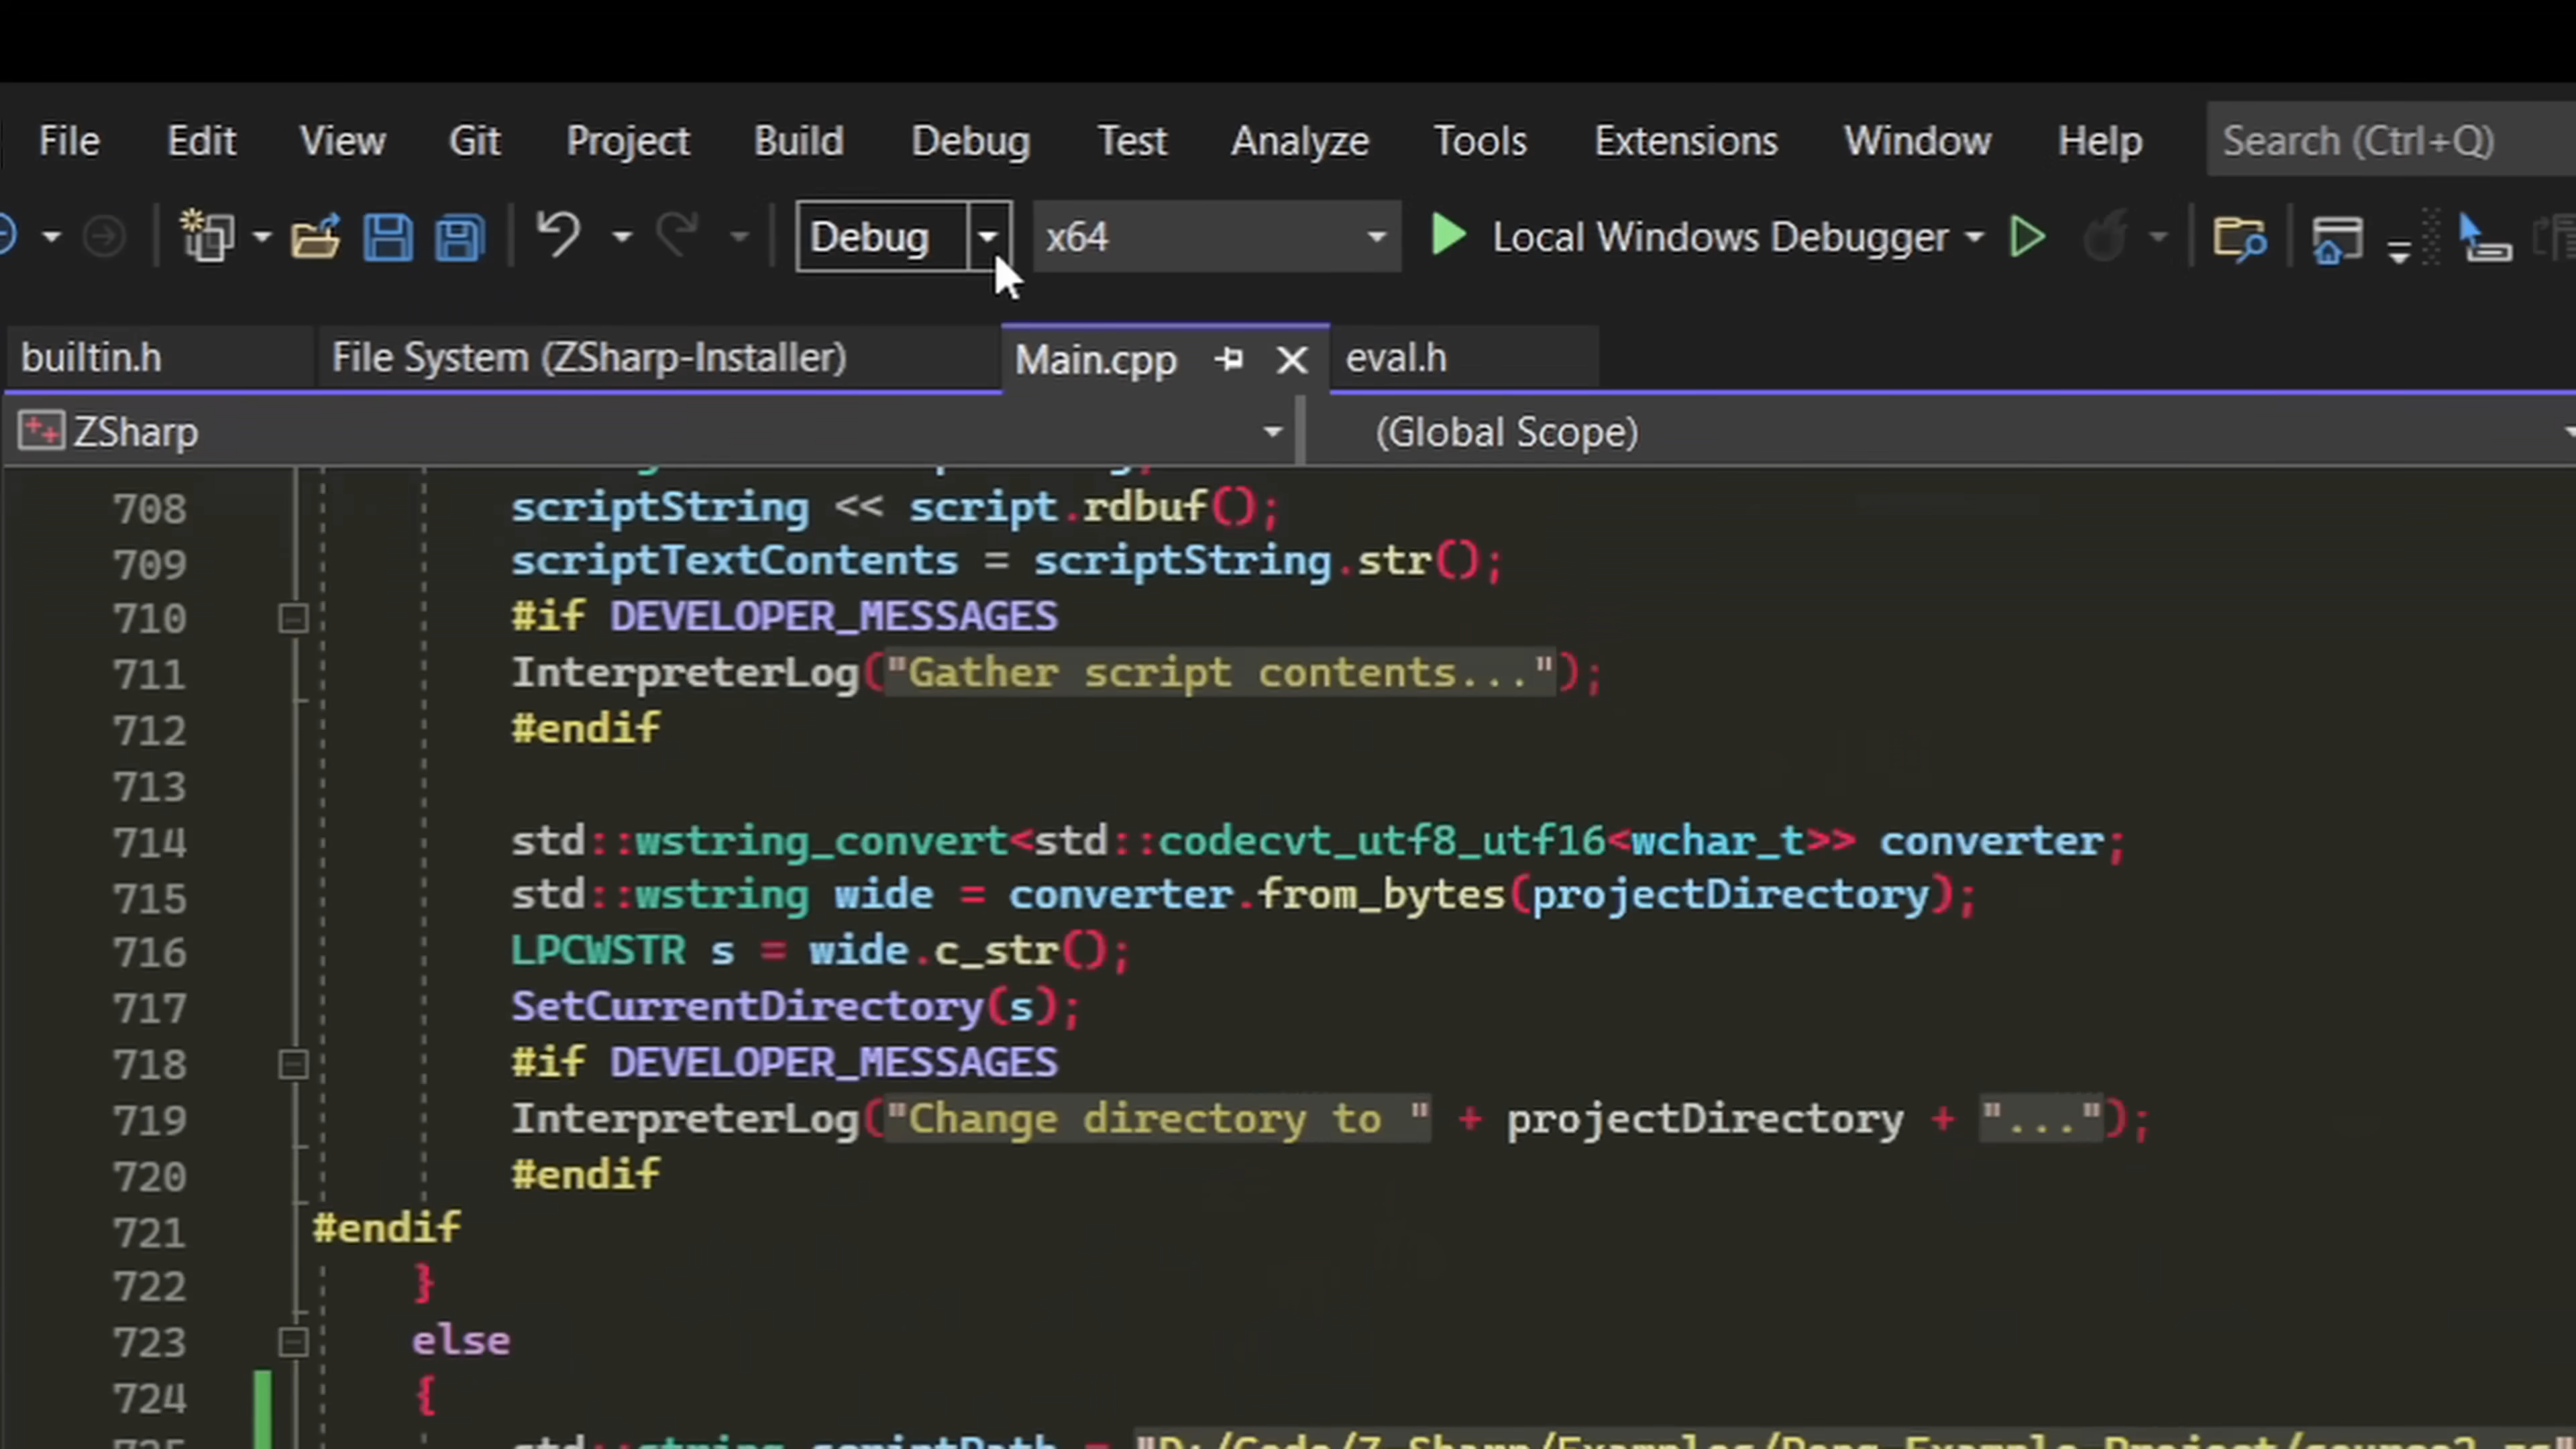 File Edit View Git Project Build Debug Test Analyze Tools Extensions Window Help Search (Ctrl+Q)
Debug x64 Local Windows Debugger
builtin.h File System (ZSharp-Installer) Main.cpp eval.h
ZSharp (Global Scope)
708 scriptString << script.rdbuf();
709 scriptTextContents = scriptString.str();
710 #if DEVELOPER_MESSAGES
711 InterpreterLog("Gather script contents...");
712 #endif
713
714 std::wstring_convert<std::codecvt_utf8_utf16<wchar_t>> converter;
715 std::wstring wide = converter.from_bytes(projectDirectory);
716 LPCWSTR s = wide.c_str();
717 SetCurrentDirectory(s);
718 #if DEVELOPER_MESSAGES
719 InterpreterLog("Change directory to " + projectDirectory + "...");
720 #endif
721 #endif
722 }
723 else
724 {